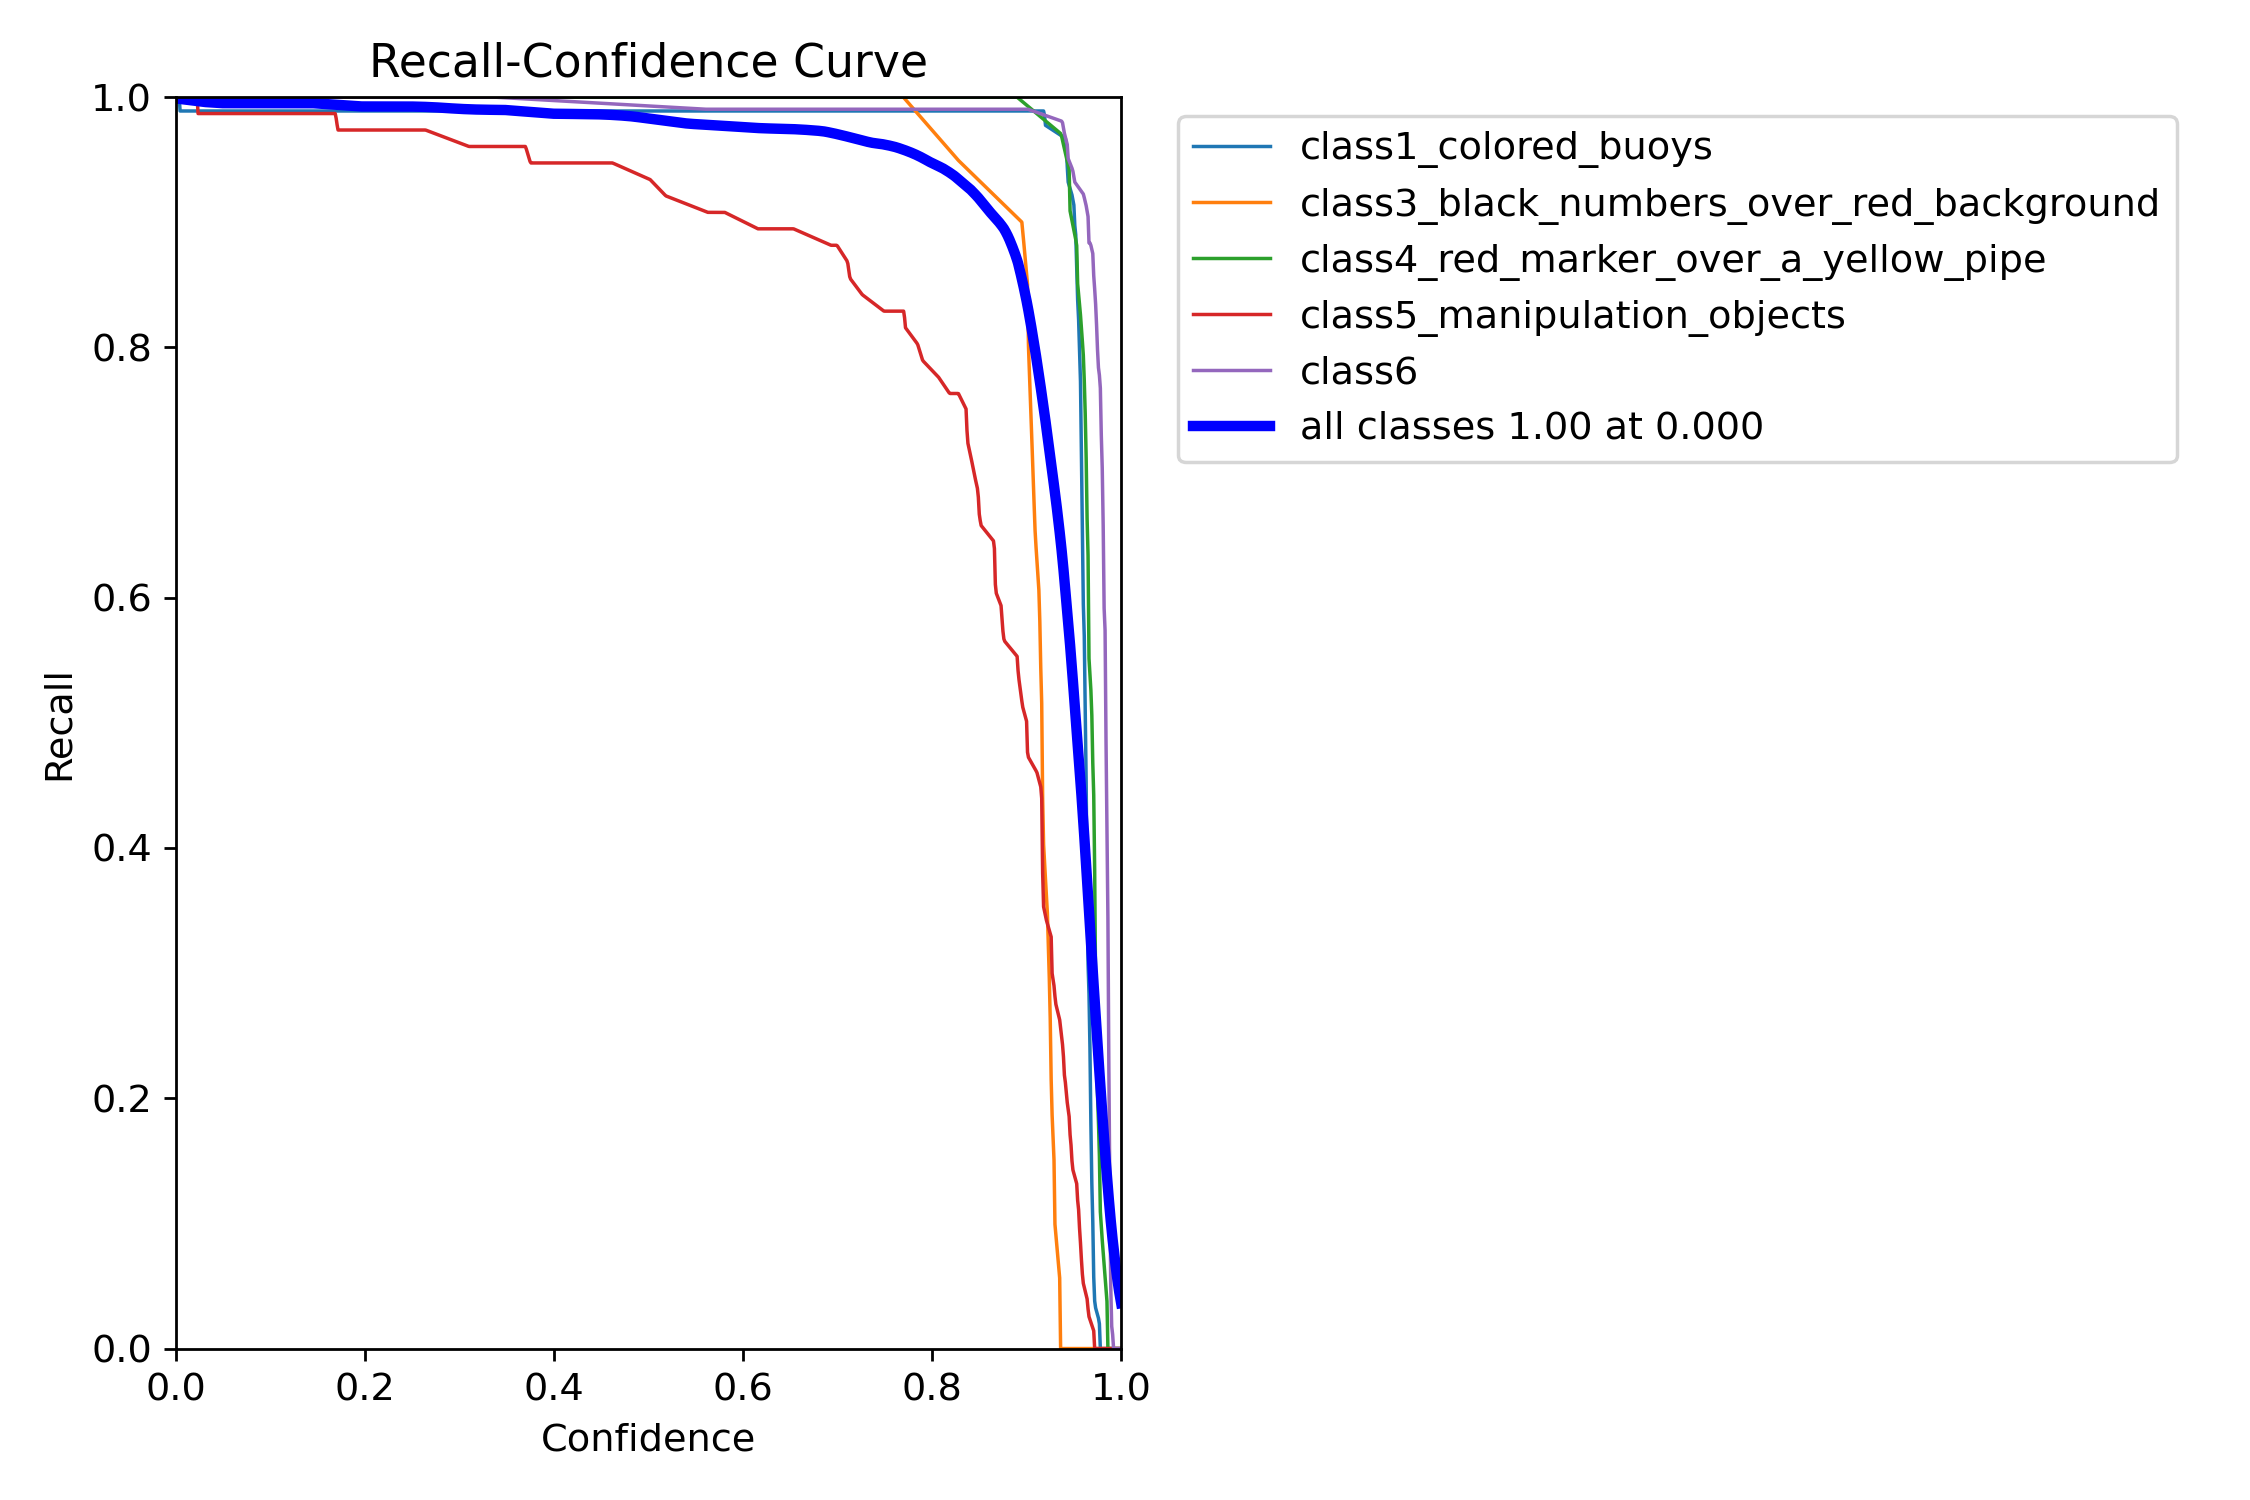 Recall-Confidence Curve
1.0
0.8
0.6
0.4
0.2
0.0
Recall
0.0 0.2 0.4 0.6 0.8 1.0
Confidence
class1_colored_buoys
class3_black_numbers_over_red_background
class4_red_marker_over_a_yellow_pipe
class5_manipulation_objects
class6
all classes 1.00 at 0.000